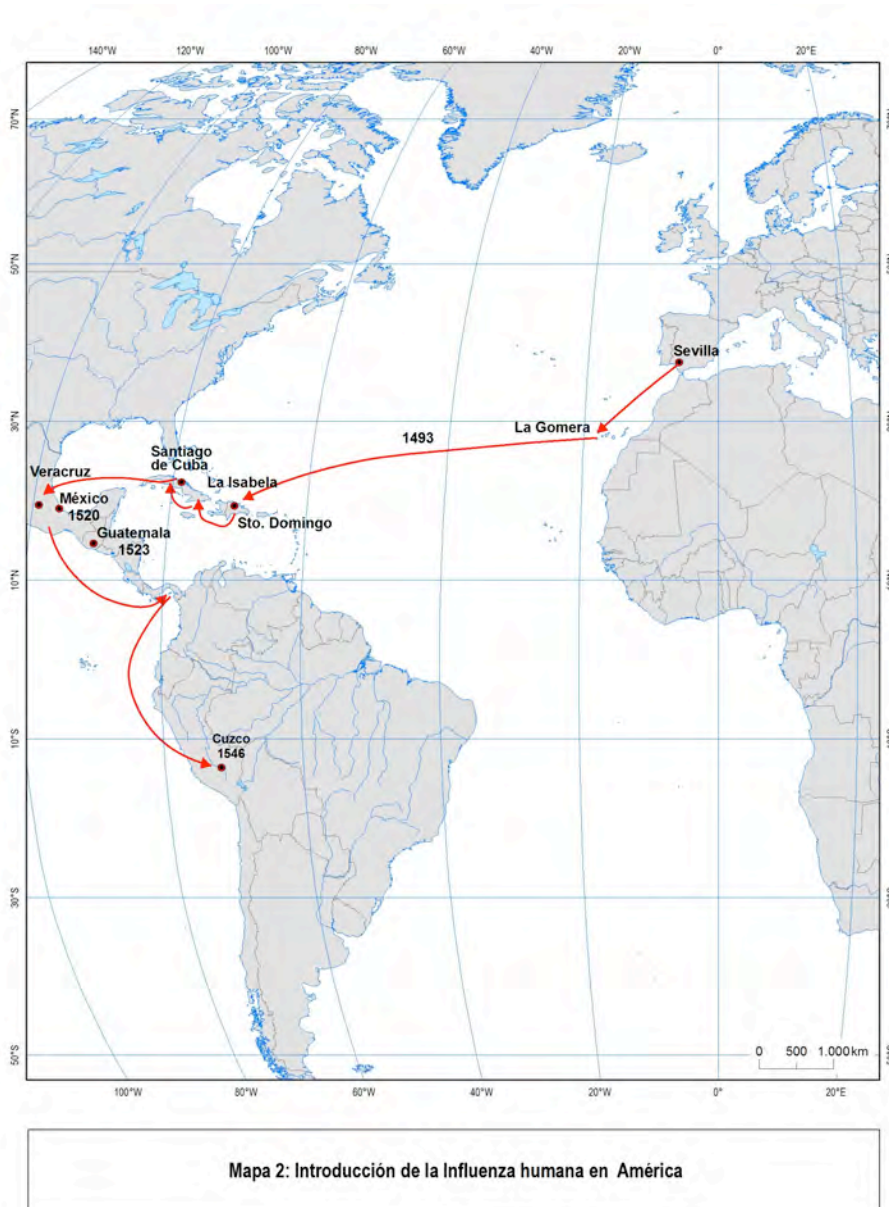 140°W 120°W 100°W 80°W 60°W 40°W 20°W 0° 20°E
70°N
50°N
Sevilla
30°N
La Gomera
1493
Santiago
de Cuba
Veracruz
La Isabela
México
1520
Sto. Domingo
Guatemala
1523
10°N
10°S
Cuzco
1546
30°S
50°S
0 500 1.000 km
100°W 80°W 60°W 40°W 20°W 0° 20°E
Mapa 2: Introducción de la Influenza humana en América